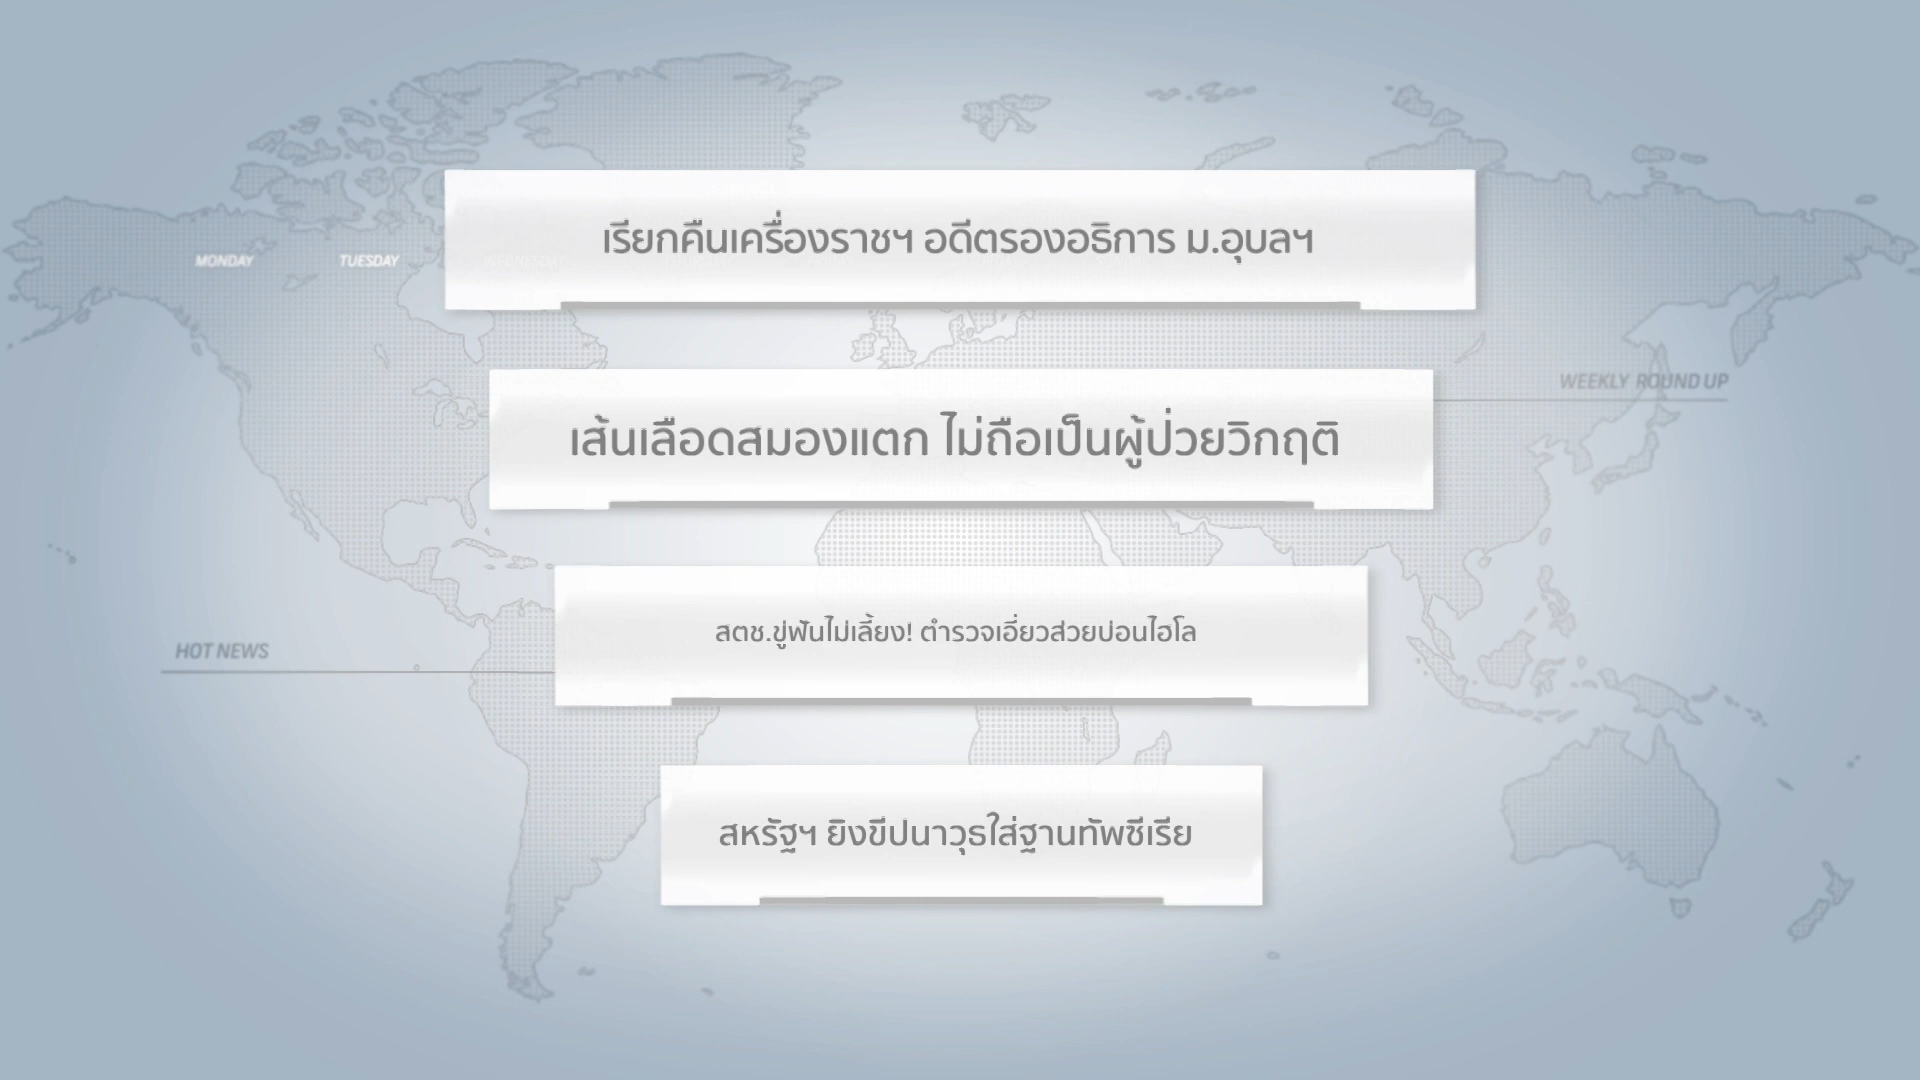 เรียกคืนเครื่องราชฯ อดีตรองอธิการ ม.อุบลฯ
MONDAY TUESDAY WEDNESDAY
WEEKLY ROUND UP
เส้นเลือดสมองแตก ไม่ถือเป็นผู้ป่วยวิกฤติ
สตช.ขู่ฟันไม่เลี้ยง! ตำรวจเอี่ยวส่วยบ่อนไฮโล
HOT NEWS
สหรัฐฯ ยิงขีปนาวุธใส่ฐานทัพซีเรีย